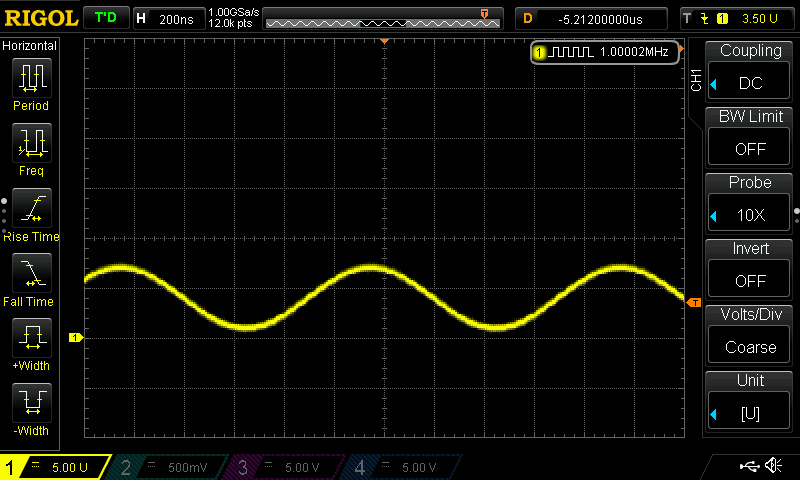 RIGOL T'D H 200ns 1.00GSa/s 12.0k pts D -5.21200000us T 1 3.50 U
Horizontal
Period
Freq
Rise Time
Fall Time
+Width
-Width
1 1.00002MHz
T
1
T
CH1
Coupling
DC
BW Limit
OFF
Probe
10X
Invert
OFF
Volts/Div
Coarse
Unit
[U]
1 5.00 U 2 500mV 3 5.00 V 4 5.00 V